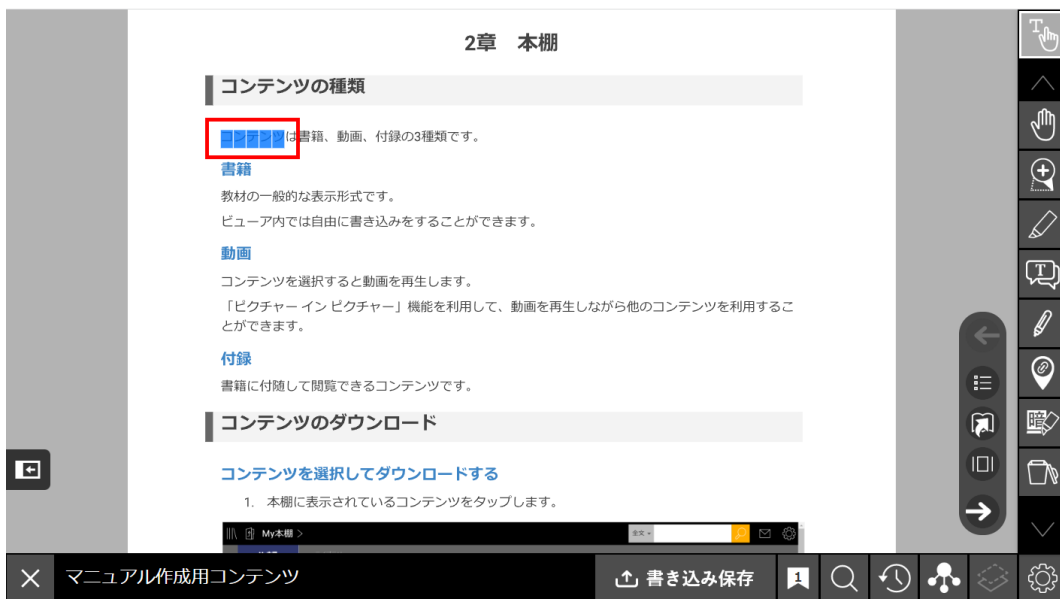 2章 本棚
コンテンツの種類
コンテンツは書籍、動画、付録の3種類です。
書籍
教材の一般的な表示形式です。
ビューア内では自由に書き込みをすることができます。
動画
コンテンツを選択すると動画を再生します。
「ピクチャー イン ピクチャー」機能を利用して、動画を再生しながら他のコンテンツを利用するこ
とができます。
付録
書籍に付随して閲覧できるコンテンツです。
コンテンツのダウンロード
コンテンツを選択してダウンロードする
1. 本棚に表示されているコンテンツをタップします。
My本棚 >
全文
マニュアル作成用コンテンツ
書き込み保存
1
T
T
暗